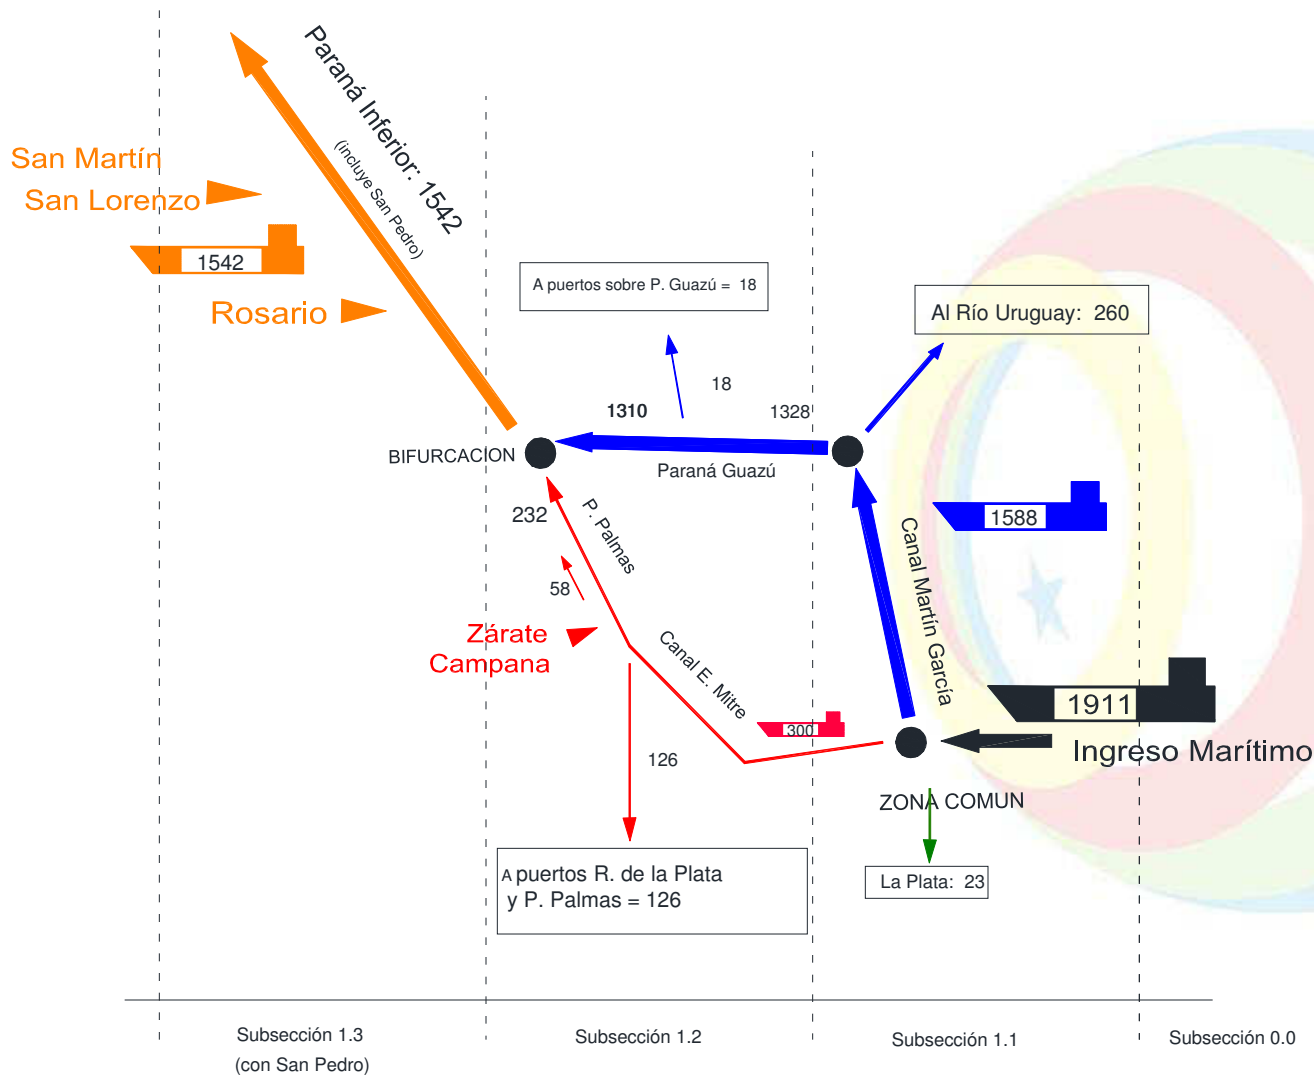 Paraná Inferior: 1542
(incluye San Pedro)
San Martín
San Lorenzo
1542
Rosario
A puertos sobre P. Guazú = 18
Al Río Uruguay: 260
18
1310
1328
BIFURCACION
Paraná Guazú
232
P. Palmas
1588
Canal Martín García
58
Zárate
Campana
Canal E. Mitre
300
1911
Ingreso Marítimo
126
ZONA COMUN
A puertos R. de la Plata
y P. Palmas = 126
La Plata: 23
Subsección 1.3
(con San Pedro)
Subsección 1.2
Subsección 1.1
Subsección 0.0